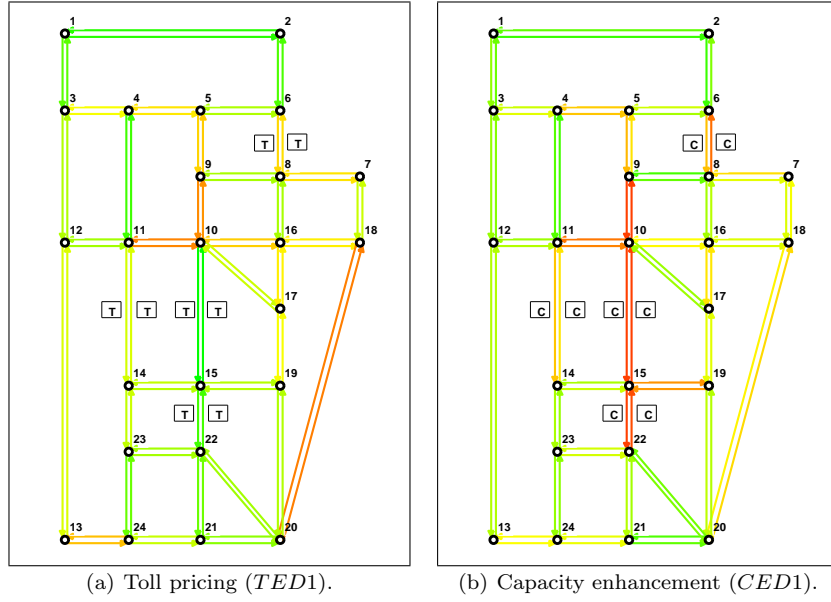 1 2 1 2
3 4 5 6 3 4 5 6
T T C C
9 8 7 9 8 7
12 11 10 16 18 12 11 10 16 18
17 17
T T T T C C C C
14 15 19 14 15 19
T T C C
23 22 23 22
13 24 21 20 13 24 21 20
(a) Toll pricing (TED1). (b) Capacity enhancement (CED1).